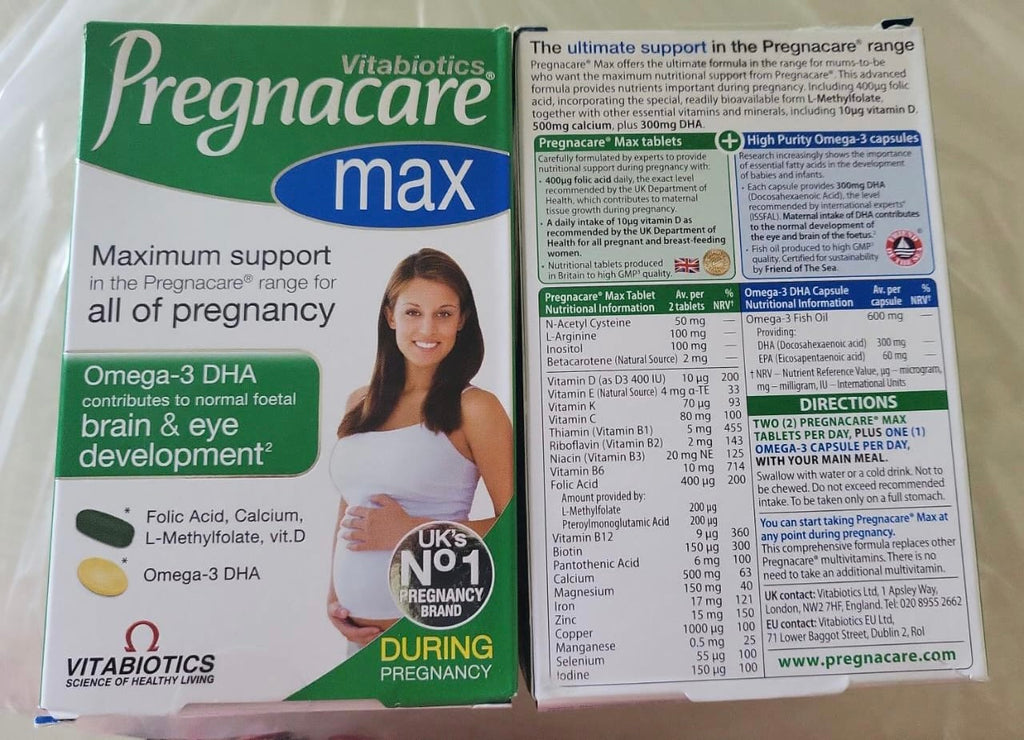 Vitabiotics®
Pregnacare
max
Maximum support
in the Pregnacare® range for
all of pregnancy
Omega-3 DHA
contributes to normal foetal
brain & eye
development²
* Folic Acid, Calcium,
L-Methylfolate, vit.D
* Omega-3 DHA
UK's
No1
PREGNANCY
BRAND
DURING
PREGNANCY
VITABIOTICS
SCIENCE OF HEALTHY LIVING
The ultimate support in the Pregnacare® range
Pregnacare® Max offers the ultimate formula in the range for mums-to-be
who want the maximum nutritional support from Pregnacare®. This advanced
formula provides nutrients important during pregnancy. Including 400µg folic
acid, incorporating the special, readily bioavailable form L-Methylfolate,
together with other essential vitamins and minerals, including 10µg vitamin D,
500mg calcium, plus 300mg DHA.
Pregnacare® Max tablets
Carefully formulated by experts to provide
nutritional support during pregnancy with:
• 400µg folic acid daily, the exact level
recommended by the UK Department of
Health, which contributes to maternal
tissue growth during pregnancy.
• A daily intake of 10µg vitamin D as
recommended by the UK Department of
Health for all pregnant and breast-feeding
women.
• Nutritional tablets produced
in Britain to high GMP³ quality.
+
High Purity Omega-3 capsules
Research increasingly shows the importance
of essential fatty acids in the development
of babies and infants.
• Each capsule provides 300mg DHA
(Docosahexaenoic Acid), the level
recommended by international experts
(ISSFAL). Maternal intake of DHA contributes
to the normal development of
the eye and brain of the foetus.²
• Fish oil produced to high GMP³
quality. Certified for sustainability
by Friend of The Sea.
Pregnacare® Max Tablet Av. per %
Nutritional Information 2 tablets NRV†
N-Acetyl Cysteine 50 mg —
L-Arginine 100 mg —
Inositol 100 mg —
Betacarotene (Natural Source) 2 mg —
Vitamin D (as D3 400 IU) 10 µg 200
Vitamin E (Natural Source) 4 mg α-TE 33
Vitamin K 70 µg 93
Vitamin C 80 mg 100
Thiamin (Vitamin B1) 5 mg 455
Riboflavin (Vitamin B2) 2 mg 143
Niacin (Vitamin B3) 20 mg NE 125
Vitamin B6 10 mg 714
Folic Acid 400 µg 200
Amount provided by:
L-Methylfolate 200 µg
Pteroylmonoglutamic Acid 200 µg
Vitamin B12 9 µg 360
Biotin 150 µg 300
Pantothenic Acid 6 mg 100
Calcium 500 mg 63
Magnesium 150 mg 40
Iron 17 mg 121
Zinc 15 mg 150
Copper 1000 µg 100
Manganese 0.5 mg 25
Selenium 55 µg 100
Iodine 150 µg 100
Omega-3 DHA Capsule Av. per %
Nutritional Information capsule NRV†
Omega-3 Fish Oil 600 mg —
Providing:
DHA (Docosahexaenoic acid) 300 mg —
EPA (Eicosapentaenoic acid) 60 mg —
† NRV – Nutrient Reference Value, µg – microgram,
mg – milligram, IU – International Units
DIRECTIONS
TWO (2) PREGNACARE® MAX
TABLETS PER DAY, PLUS ONE (1)
OMEGA-3 CAPSULE PER DAY,
WITH YOUR MAIN MEAL.
Swallow with water or a cold drink. Not to
be chewed. Do not exceed recommended
intake. To be taken only on a full stomach.
You can start taking Pregnacare® Max at
any point during pregnancy.
This comprehensive formula replaces other
Pregnacare® multivitamins. There is no
need to take an additional multivitamin.
UK contact: Vitabiotics Ltd, 1 Apsley Way,
London, NW2 7HF, England. Tel: 020 8955 2662
EU contact: Vitabiotics EU Ltd,
71 Lower Baggot Street, Dublin 2, RoI
www.pregnacare.com